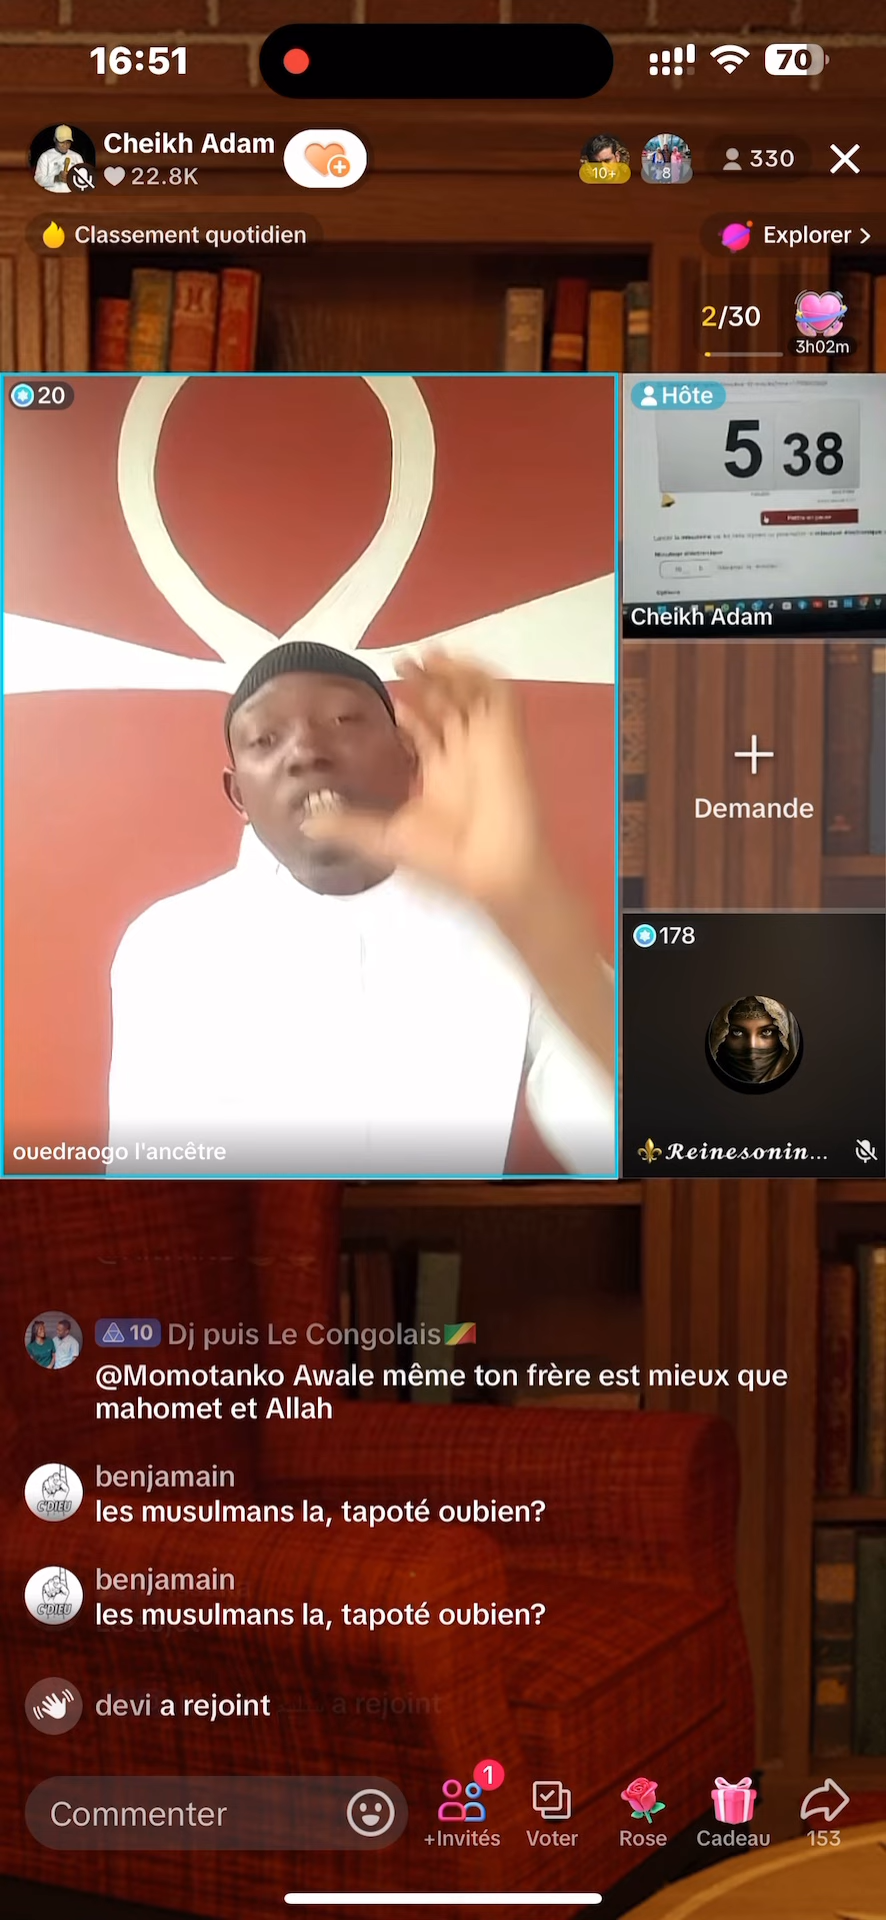 16:51
70
Cheikh Adam
22.8K
10+
8
330
Classement quotidien
Explorer >
2/30
3h02m
20
Hôte
5 38
Cheikh Adam
Demande
178
ouedraogo l'ancêtre
Reinesonin...
10 Dj puis Le Congolais
@Momotanko Awale même ton frère est mieux que
mahomet et Allah
benjamain
les musulmans la, tapoté oubien?
benjamain
les musulmans la, tapoté oubien?
C'DIEU
C'DIEU
devi a rejoint
a rejoint
Commenter
1
+Invités
Voter
Rose
Cadeau
153